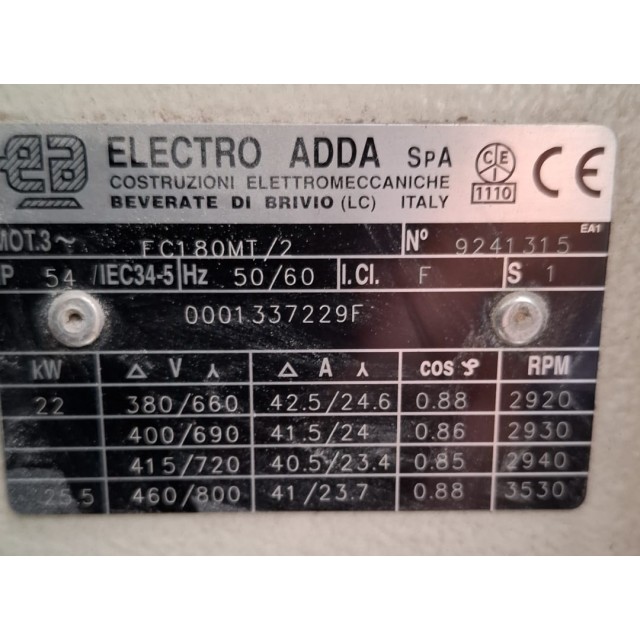 ea ELECTRO ADDA SpA CEI
COSTRUZIONI ELETTROMECCANICHE
BEVERATE DI BRIVIO (LC) ITALY 1110 CE
MOT.3~ FC180MT/2 Nº 9241315 EA1
P 54 /IEC34-5 Hz 50/60 I.Cl. F S 1
0001337229F
kW △ V ⅄ △ A ⅄ cos φ RPM
22 380/660 42.5/24.6 0.88 2920
400/690 41.5/24 0.86 2930
415/720 40.5/23.4 0.85 2940
25.5 460/800 41/23.7 0.88 3530